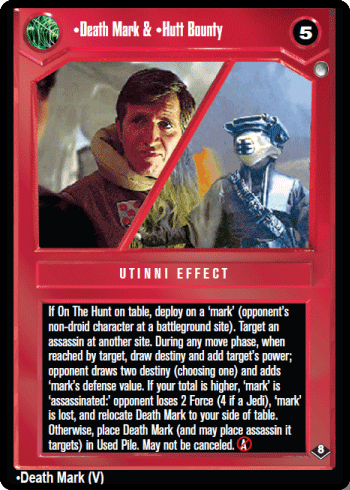 •Death Mark & •Hutt Bounty
5
UTINNI EFFECT
If On The Hunt on table, deploy on a ‘mark’ (opponent’s
non-droid character at a battleground site). Target an
assassin at another site. During any move phase, when
reached by target, draw destiny and add target’s power;
opponent draws two destiny (choosing one) and adds
‘mark’s defense value. If your total is higher, ‘mark’ is
‘assassinated:’ opponent loses 2 Force (4 if a Jedi), ‘mark’
is lost, and relocate Death Mark to your side of table.
Otherwise, place Death Mark (and may place assassin it
targets) in Used Pile. May not be canceled. A
8
•Death Mark (V)